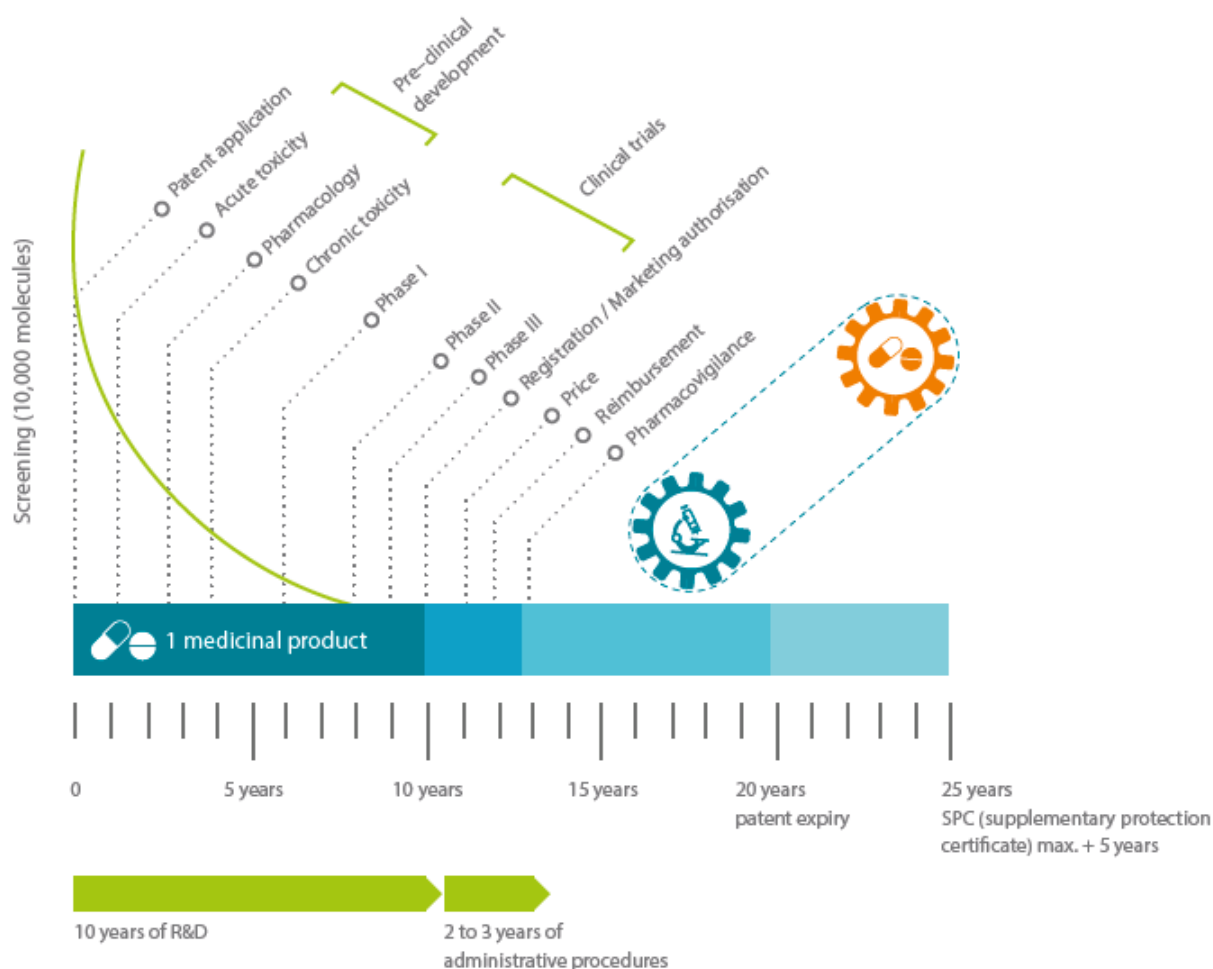 Pre–clinical
development
Patent application
Acute toxicity
Pharmacology
Chronic toxicity
Clinical trials
Phase I
Phase II
Phase III
Registration / Marketing authorisation
Price
Reimbursement
Pharmacovigilance
Screening (10,000 molecules)
1 medicinal product
0
5 years
10 years
15 years
20 years
patent expiry
25 years
SPC (supplementary protection
certificate) max. + 5 years
10 years of R&D
2 to 3 years of
administrative procedures